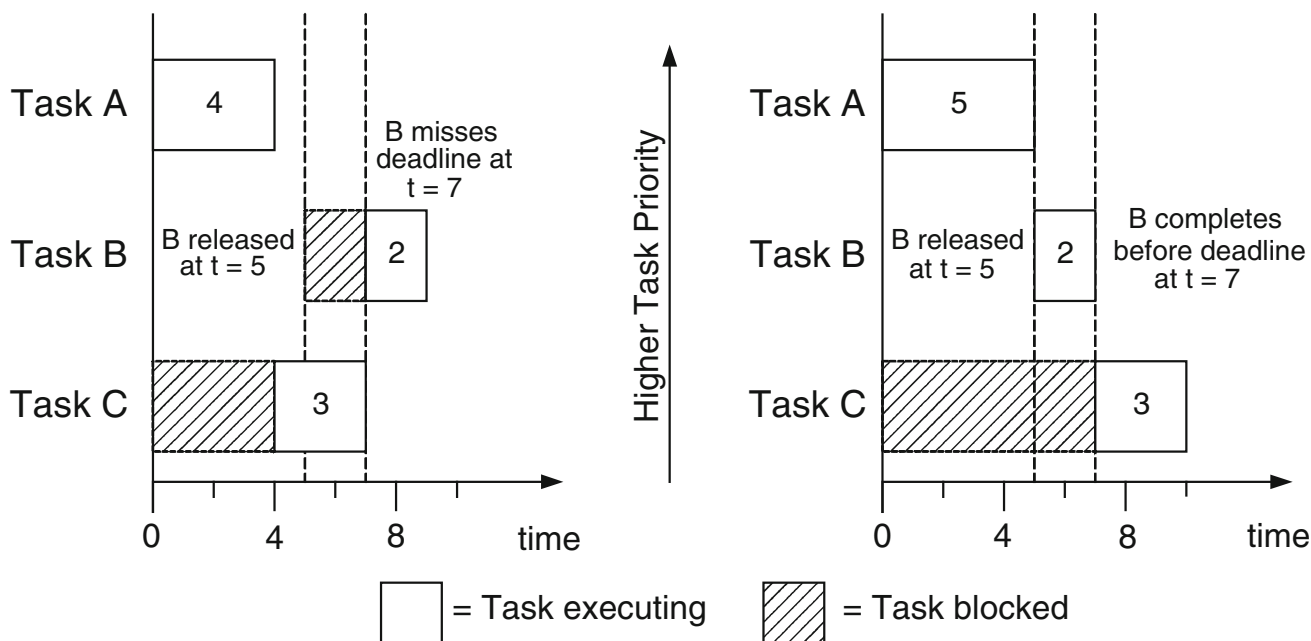 Task A
4
B misses
deadline at
t = 7
Task B
B released
at t = 5
2
Task C
3
0
4
8
time
Higher Task Priority
Task A
5
Task B
B released
at t = 5
2
B completes
before deadline
at t = 7
Task C
3
0
4
8
time
= Task executing
= Task blocked